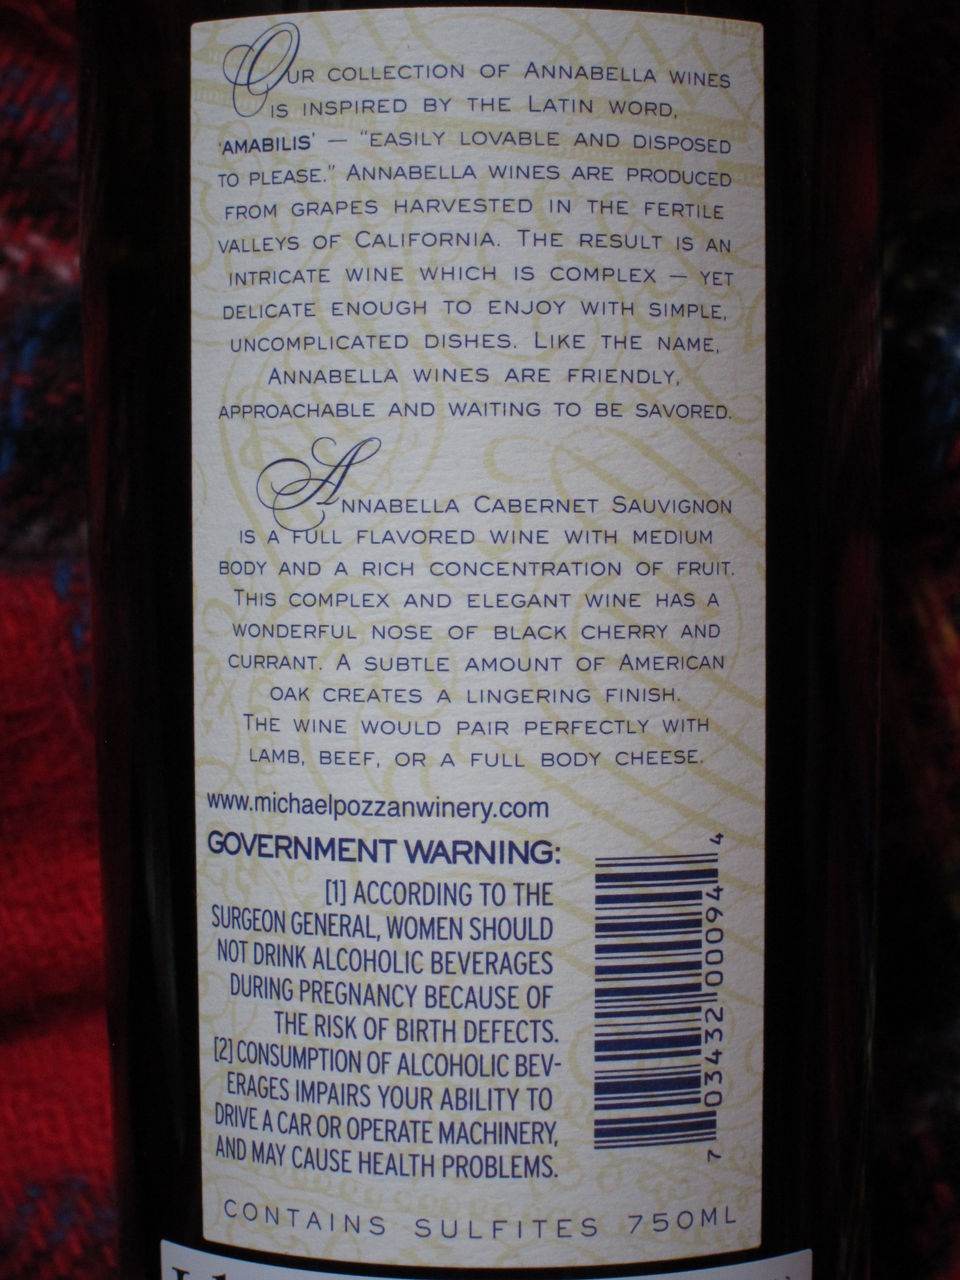 OUR COLLECTION OF ANNABELLA WINES
IS INSPIRED BY THE LATIN WORD,
'AMABILIS' — "EASILY LOVABLE AND DISPOSED
TO PLEASE." ANNABELLA WINES ARE PRODUCED
FROM GRAPES HARVESTED IN THE FERTILE
VALLEYS OF CALIFORNIA. THE RESULT IS AN
INTRICATE WINE WHICH IS COMPLEX — YET
DELICATE ENOUGH TO ENJOY WITH SIMPLE,
UNCOMPLICATED DISHES. LIKE THE NAME,
ANNABELLA WINES ARE FRIENDLY,
APPROACHABLE AND WAITING TO BE SAVORED.
ANNABELLA CABERNET SAUVIGNON
IS A FULL FLAVORED WINE WITH MEDIUM
BODY AND A RICH CONCENTRATION OF FRUIT.
THIS COMPLEX AND ELEGANT WINE HAS A
WONDERFUL NOSE OF BLACK CHERRY AND
CURRANT. A SUBTLE AMOUNT OF AMERICAN
OAK CREATES A LINGERING FINISH.
THE WINE WOULD PAIR PERFECTLY WITH
LAMB, BEEF, OR A FULL BODY CHEESE.
www.michaelpozzanwinery.com
GOVERNMENT WARNING:
[1] ACCORDING TO THE
SURGEON GENERAL, WOMEN SHOULD
NOT DRINK ALCOHOLIC BEVERAGES
DURING PREGNANCY BECAUSE OF
THE RISK OF BIRTH DEFECTS.
[2] CONSUMPTION OF ALCOHOLIC BEV-
ERAGES IMPAIRS YOUR ABILITY TO
DRIVE A CAR OR OPERATE MACHINERY,
AND MAY CAUSE HEALTH PROBLEMS.
7 03432 00094 4
CONTAINS SULFITES 750ML